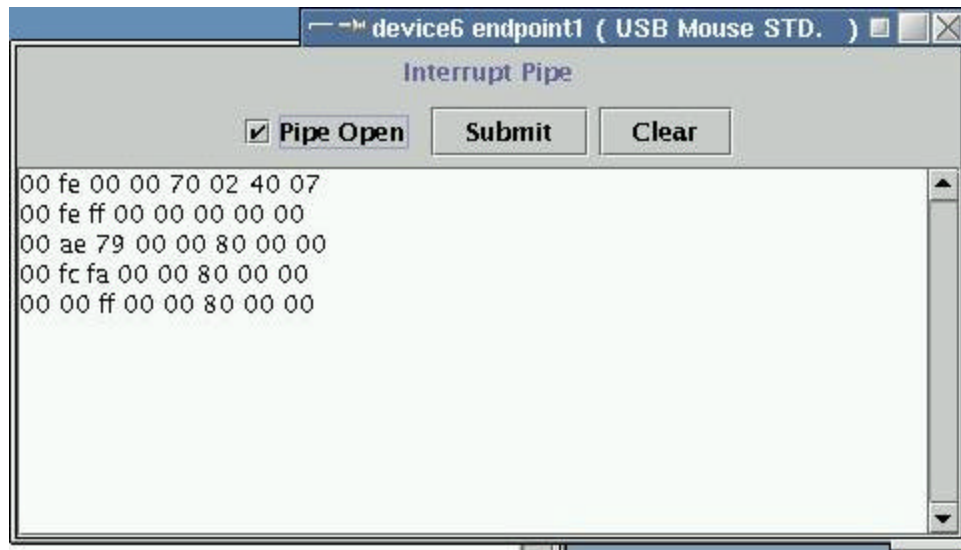 device6 endpoint1 ( USB Mouse STD. )
Interrupt Pipe
Pipe Open Submit Clear
00 fe 00 00 70 02 40 07
00 fe ff 00 00 00 00 00
00 ae 79 00 00 80 00 00
00 fc fa 00 00 80 00 00
00 00 ff 00 00 80 00 00